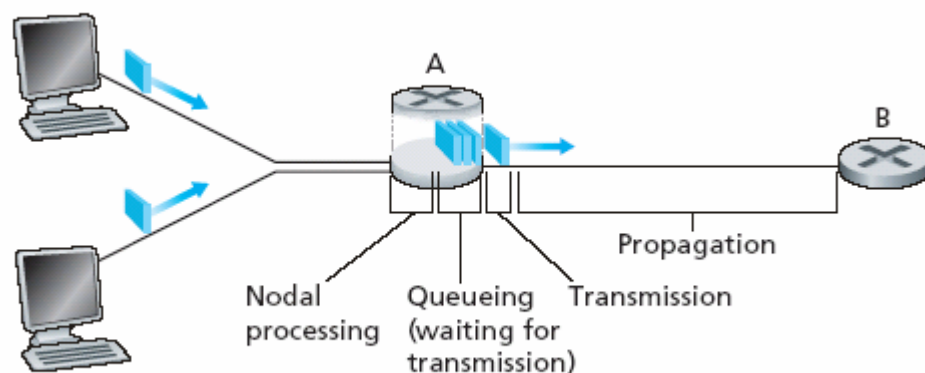 A
B
Propagation
Nodal
processing
Queueing
(waiting for
transmission)
Transmission